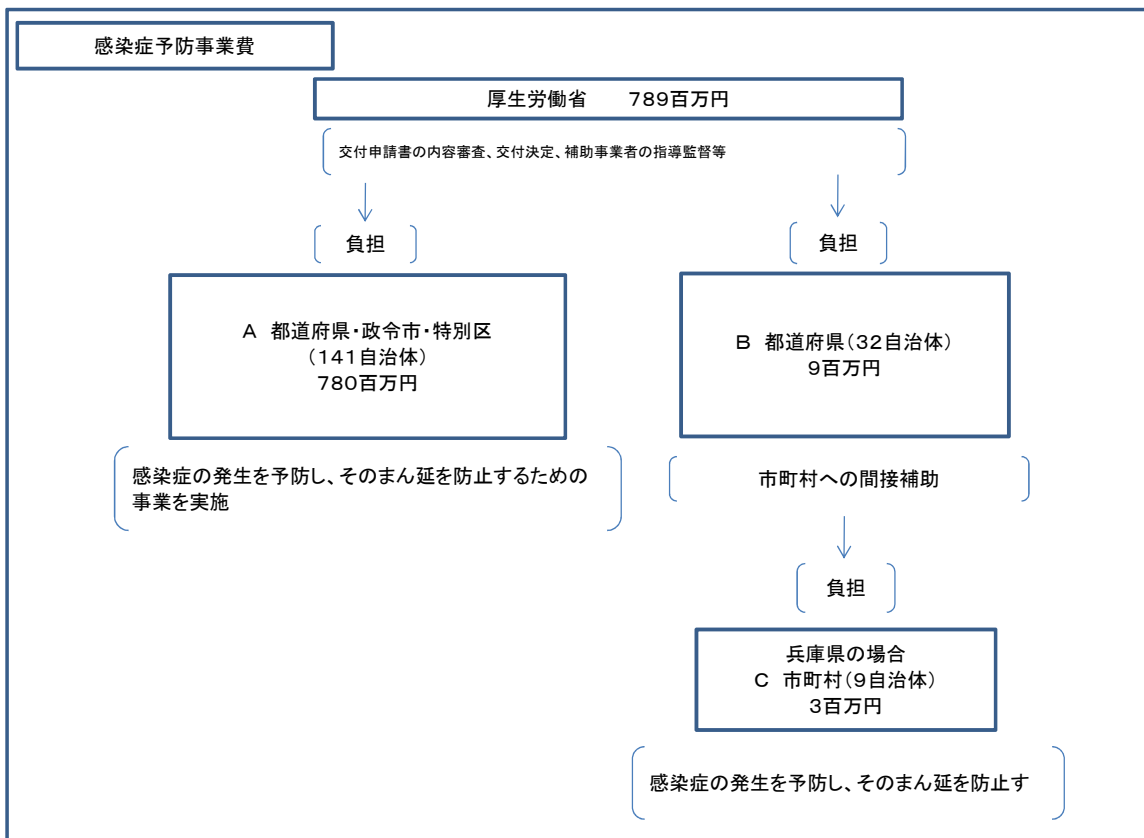 感染症予防事業費
厚生労働省　　789百万円
交付申請書の内容審査、交付決定、補助事業者の指導監督等
負担
負担
A　都道府県・政令市・特別区
（141自治体）
780百万円
B　都道府県（32自治体）
9百万円
感染症の発生を予防し、そのまん延を防止するための
事業を実施
市町村への間接補助
負担
兵庫県の場合
C　市町村（9自治体）
3百万円
感染症の発生を予防し、そのまん延を防止す